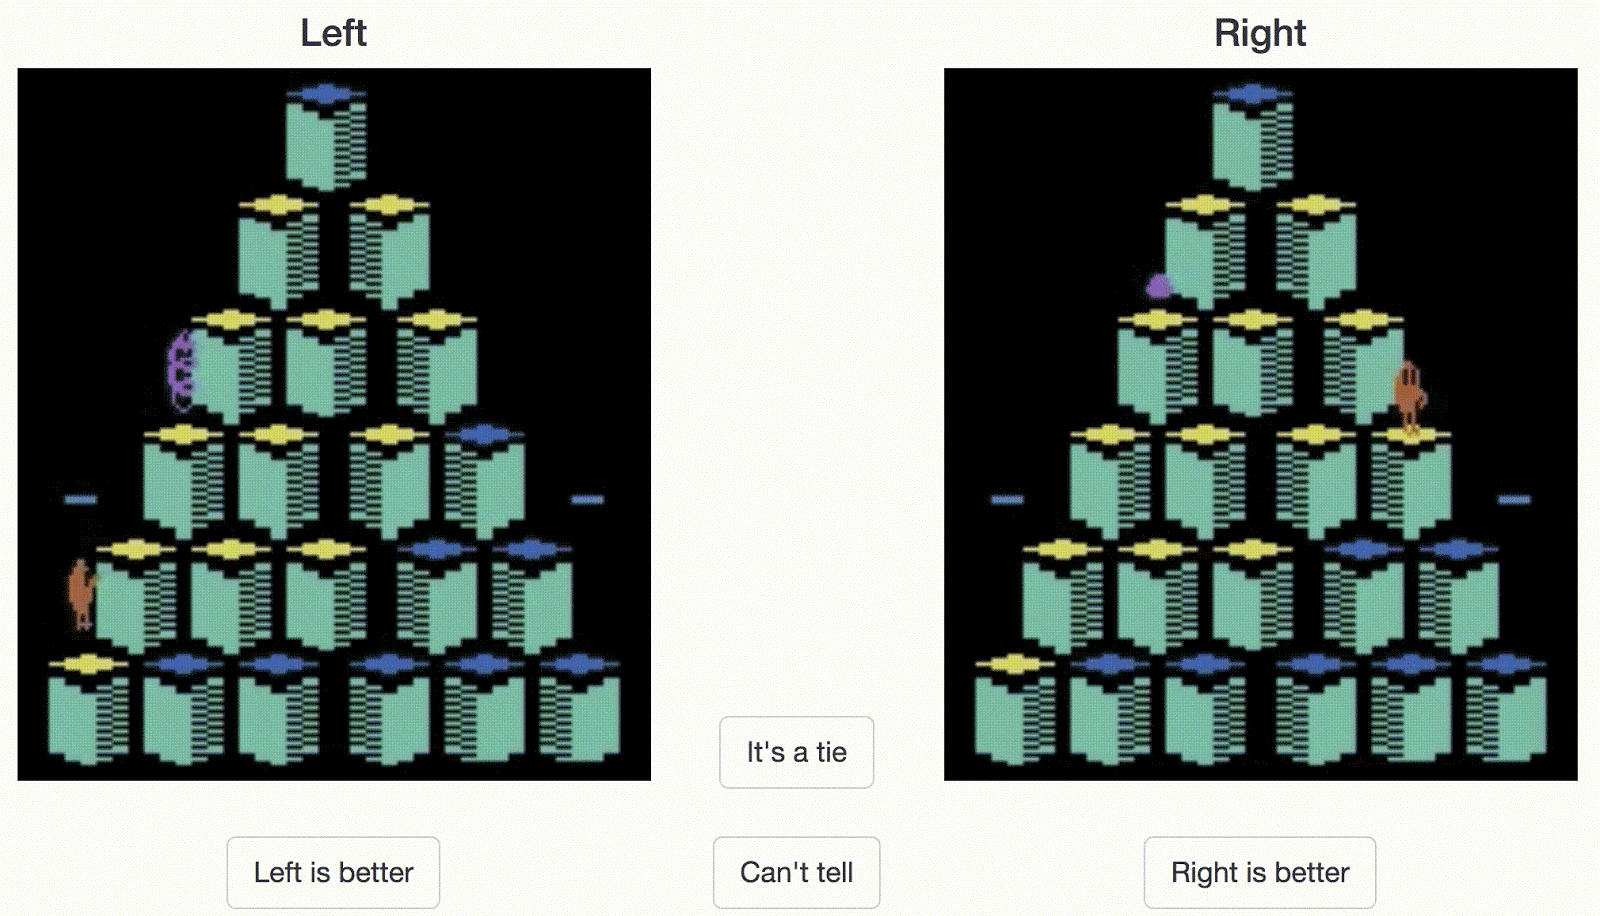 Left
Right
It's a tie
Left is better
Can't tell
Right is better